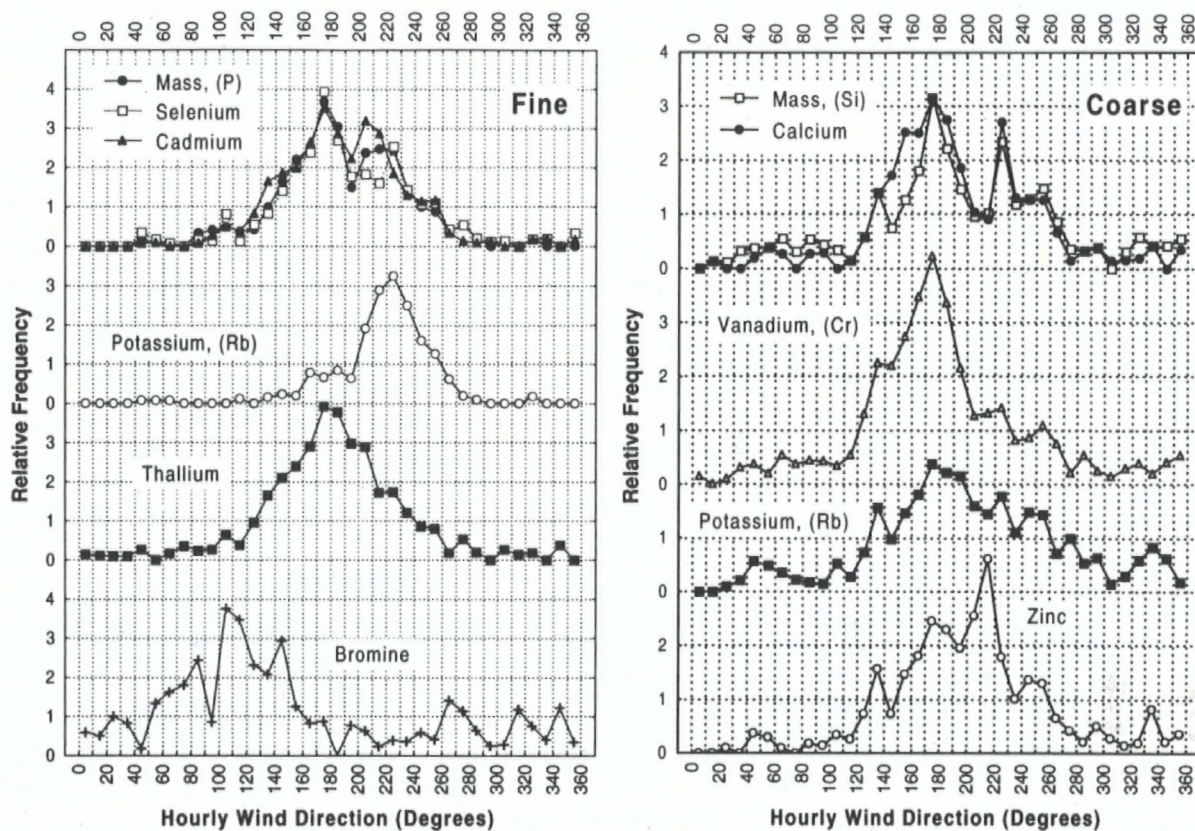 0 20 40 60 80 100 120 140 160 180 200 220 240 260 280 300 320 340 360
Mass, (P)
Selenium
Cadmium
Fine
4
3
2
1
0
Potassium, (Rb)
3
2
1
0
Thallium
3
2
1
0
Bromine
4
3
2
1
0
Relative Frequency
0 20 40 60 80 100 120 140 160 180 200 220 240 260 280 300 320 340 360
Hourly Wind Direction (Degrees)
0 20 40 60 80 100 120 140 160 180 200 220 240 260 280 300 320 340 360
Mass, (Si)
Calcium
Coarse
4
3
2
1
0
Vanadium, (Cr)
3
2
1
0
Potassium, (Rb)
2
1
0
Zinc
2
1
0
Relative Frequency
0 20 40 60 80 100 120 140 160 180 200 220 240 260 280 300 320 340 360
Hourly Wind Direction (Degrees)